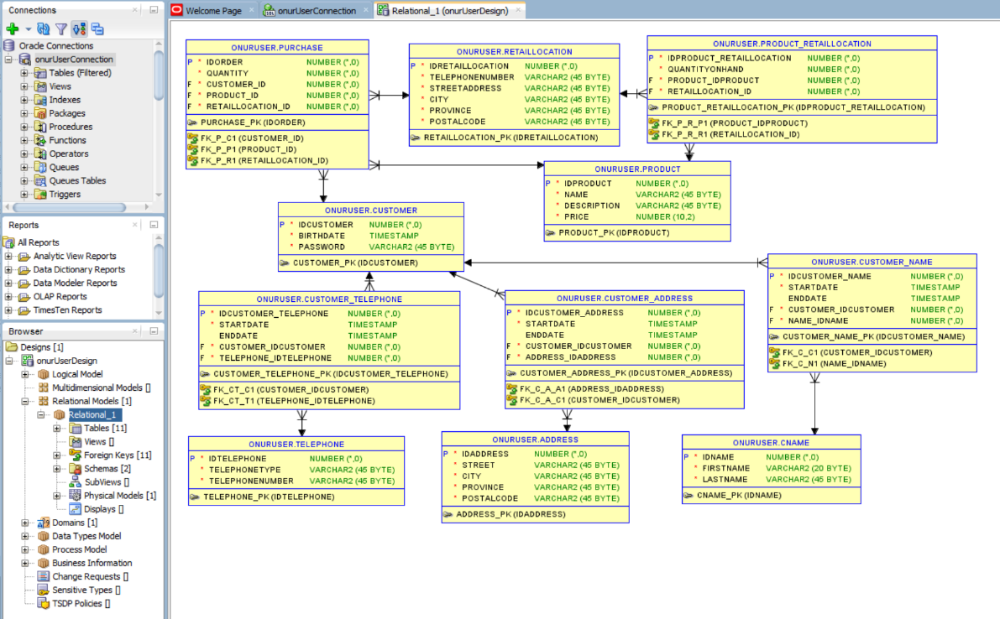 Connections
Welcome Page
onurUserConnection
Relational_1 (onurUserDesign)
Oracle Connections
onurUserConnection
Tables (Filtered)
Views
Indexes
Packages
Procedures
Functions
Operators
Queues
Queues Tables
Triggers
Reports
All Reports
Analytic View Reports
Data Dictionary Reports
Data Modeler Reports
OLAP Reports
TimesTen Reports
Browser
Designs [1]
onurUserDesign
Logical Model
Multidimensional Models []
Relational Models [1]
Relational_1
Tables [11]
Views []
Foreign Keys [11]
Schemas [2]
SubViews []
Physical Models [1]
Displays []
Domains [1]
Data Types Model
Process Model
Business Information
Change Requests []
Sensitive Types []
TSDP Policies []
ONURUSER.PURCHASE
P * IDORDER NUMBER (*,0)
* QUANTITY NUMBER (*,0)
F * CUSTOMER_ID NUMBER (*,0)
F * PRODUCT_ID NUMBER (*,0)
F * RETAILLOCATION_ID NUMBER (*,0)
PURCHASE_PK (IDORDER)
FK_P_C1 (CUSTOMER_ID)
FK_P_P1 (PRODUCT_ID)
FK_P_R1 (RETAILLOCATION_ID)
ONURUSER.RETAILLOCATION
P * IDRETAILLOCATION NUMBER (*,0)
* TELEPHONENUMBER VARCHAR2 (45 BYTE)
* STREETADDRESS VARCHAR2 (45 BYTE)
* CITY VARCHAR2 (45 BYTE)
* PROVINCE VARCHAR2 (45 BYTE)
* POSTALCODE VARCHAR2 (45 BYTE)
RETAILLOCATION_PK (IDRETAILLOCATION)
ONURUSER.PRODUCT_RETAILLOCATION
P * IDPRODUCT_RETAILLOCATION NUMBER (*,0)
* QUANTITYONHAND NUMBER (*,0)
F * PRODUCT_IDPRODUCT NUMBER (*,0)
F * RETAILLOCATION_ID NUMBER (*,0)
PRODUCT_RETAILLOCATION_PK (IDPRODUCT_RETAILLOCATION)
FK_P_R_P1 (PRODUCT_IDPRODUCT)
FK_P_R_R1 (RETAILLOCATION_ID)
ONURUSER.PRODUCT
P * IDPRODUCT NUMBER (*,0)
* NAME VARCHAR2 (45 BYTE)
* DESCRIPTION VARCHAR2 (45 BYTE)
* PRICE NUMBER (10,2)
PRODUCT_PK (IDPRODUCT)
ONURUSER.CUSTOMER
P * IDCUSTOMER NUMBER (*,0)
* BIRTHDATE TIMESTAMP
* PASSWORD VARCHAR2 (45 BYTE)
CUSTOMER_PK (IDCUSTOMER)
ONURUSER.CUSTOMER_NAME
P * IDCUSTOMER_NAME NUMBER (*,0)
* STARTDATE TIMESTAMP
ENDDATE TIMESTAMP
F * CUSTOMER_IDCUSTOMER NUMBER (*,0)
F * NAME_IDNAME NUMBER (*,0)
CUSTOMER_NAME_PK (IDCUSTOMER_NAME)
FK_C_C1 (CUSTOMER_IDCUSTOMER)
FK_C_N1 (NAME_IDNAME)
ONURUSER.CUSTOMER_TELEPHONE
P * IDCUSTOMER_TELEPHONE NUMBER (*,0)
* STARTDATE TIMESTAMP
ENDDATE TIMESTAMP
F * CUSTOMER_IDCUSTOMER NUMBER (*,0)
F * TELEPHONE_IDTELEPHONE NUMBER (*,0)
CUSTOMER_TELEPHONE_PK (IDCUSTOMER_TELEPHONE)
FK_CT_C1 (CUSTOMER_IDCUSTOMER)
FK_CT_T1 (TELEPHONE_IDTELEPHONE)
ONURUSER.CUSTOMER_ADDRESS
P * IDCUSTOMER_ADDRESS NUMBER (*,0)
* STARTDATE TIMESTAMP
ENDDATE TIMESTAMP
F * CUSTOMER_IDCUSTOMER NUMBER (*,0)
F * ADDRESS_IDADDRESS NUMBER (*,0)
CUSTOMER_ADDRESS_PK (IDCUSTOMER_ADDRESS)
FK_C_A_A1 (ADDRESS_IDADDRESS)
FK_C_A_C1 (CUSTOMER_IDCUSTOMER)
ONURUSER.TELEPHONE
P * IDTELEPHONE NUMBER (*,0)
* TELEPHONETYPE VARCHAR2 (45 BYTE)
* TELEPHONENUMBER VARCHAR2 (45 BYTE)
TELEPHONE_PK (IDTELEPHONE)
ONURUSER.ADDRESS
P * IDADDRESS NUMBER (*,0)
* STREET VARCHAR2 (45 BYTE)
* CITY VARCHAR2 (45 BYTE)
* PROVINCE VARCHAR2 (45 BYTE)
* POSTALCODE VARCHAR2 (45 BYTE)
ADDRESS_PK (IDADDRESS)
ONURUSER.CNAME
P * IDNAME NUMBER (*,0)
* FIRSTNAME VARCHAR2 (20 BYTE)
* LASTNAME VARCHAR2 (45 BYTE)
CNAME_PK (IDNAME)